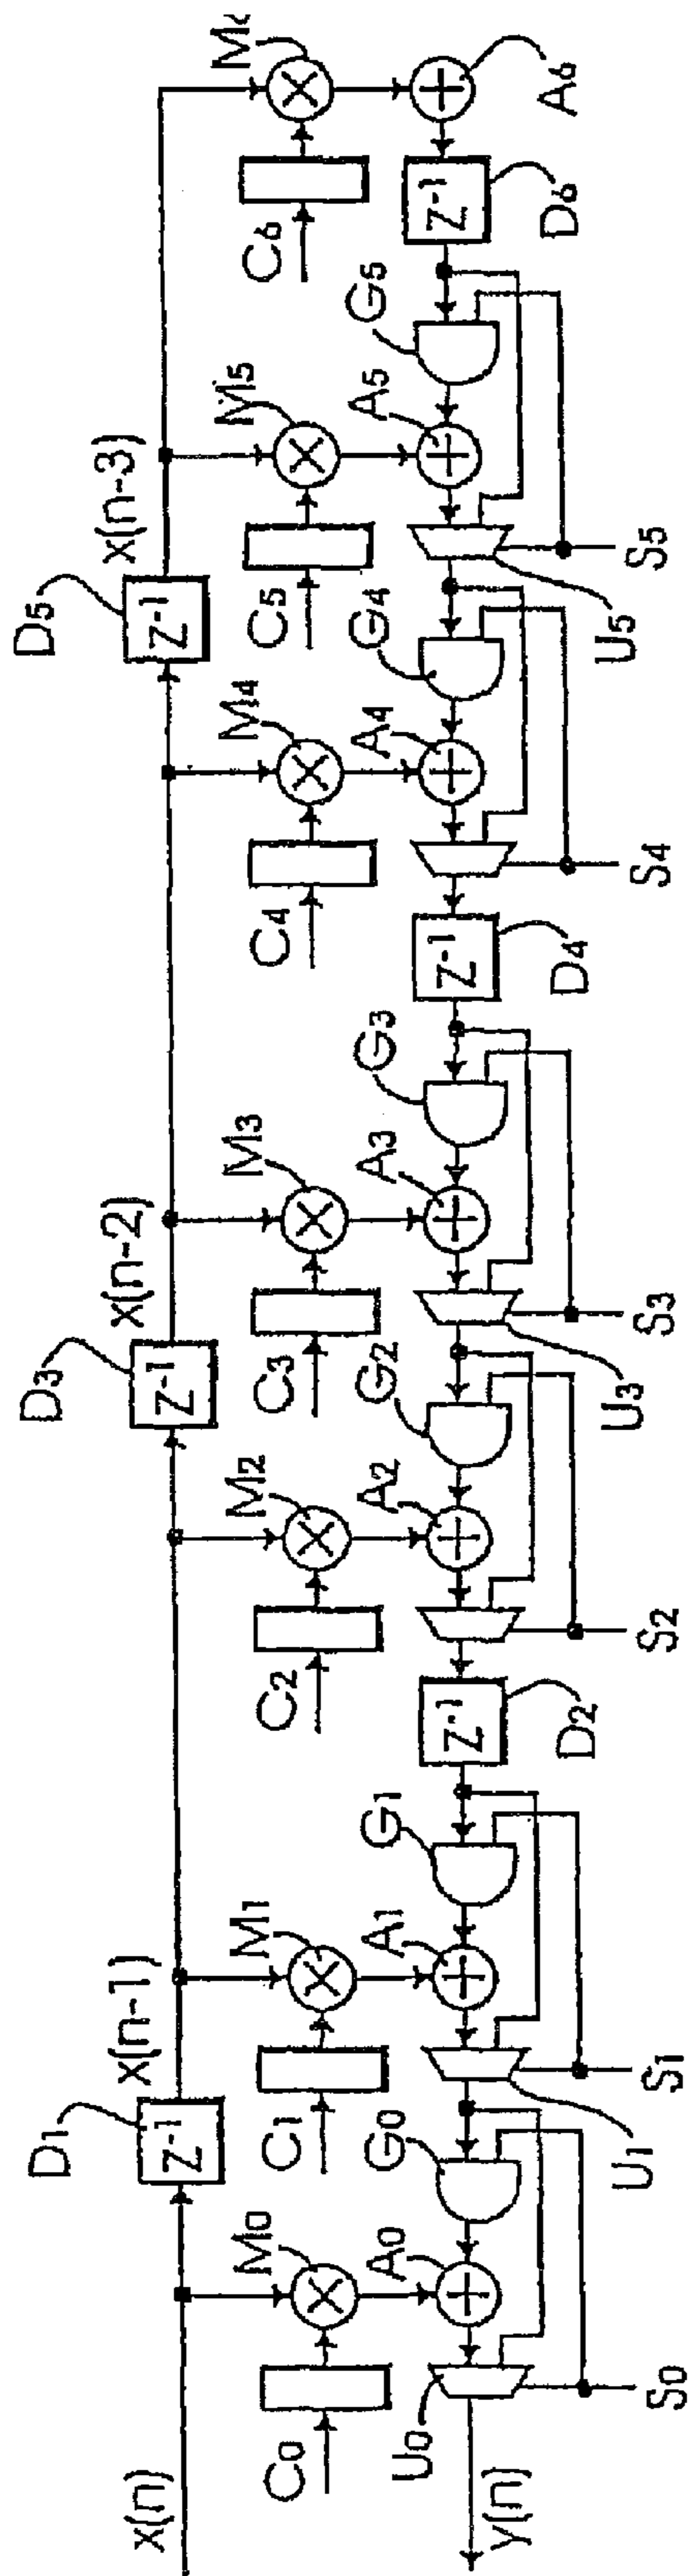 x(n)
D1
x(n-1)
D3
x(n-2)
D5
x(n-3)
Z-1
Z-1
Z-1
M0
M1
M2
M3
M4
M5
C0
C1
C2
C3
C4
C5
C6
A0
A1
A2
A3
A4
A5
A6
G0
G1
G2
G3
G4
G5
Z-1
Z-1
Z-1
D2
D4
D6
U0
U1
U3
U5
y(n)
S0
S1
S2
S3
S4
S5